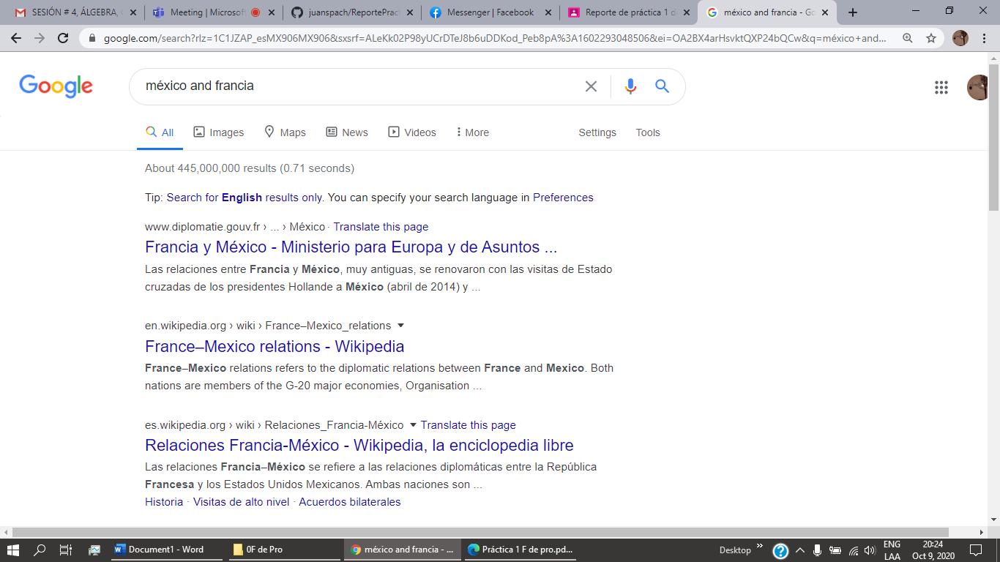 SESIÓN # 4, ÁLGEBRA,
Meeting | Microsof
juanspach/ReportePract
Messenger | Facebook
Reporte de práctica 1 d
méxico and francia - Go
google.com/search?rlz=1C1JZAP_esMX906MX906&sxsrf=ALeKk02P98yUCrDTeJ8b6uDDKod_Peb8pA%3A1602293048506&ei=OA2BX4arHsvktQXP24bQCw&q=méxico+and...
Google
méxico and francia
All
Images
Maps
News
Videos
More
Settings
Tools
About 445,000,000 results (0.71 seconds)
Tip: Search for English results only. You can specify your search language in Preferences
www.diplomatie.gouv.fr › ... › México · Translate this page
Francia y México - Ministerio para Europa y de Asuntos ...
Las relaciones entre Francia y México, muy antiguas, se renovaron con las visitas de Estado
cruzadas de los presidentes Hollande a México (abril de 2014) y ...
en.wikipedia.org › wiki › France–Mexico_relations
France–Mexico relations - Wikipedia
France–Mexico relations refers to the diplomatic relations between France and Mexico. Both
nations are members of the G-20 major economies, Organisation ...
es.wikipedia.org › wiki › Relaciones_Francia-México Translate this page
Relaciones Francia-México - Wikipedia, la enciclopedia libre
Las relaciones Francia–México se refiere a las relaciones diplomáticas entre la República
Francesa y los Estados Unidos Mexicanos. Ambas naciones son ...
Historia · Visitas de alto nivel · Acuerdos bilaterales
Document1 - Word
0F de Pro
méxico and francia - ...
Práctica 1 F de pro.pd...
Desktop
ENG
LAA
20:24
Oct 9, 2020